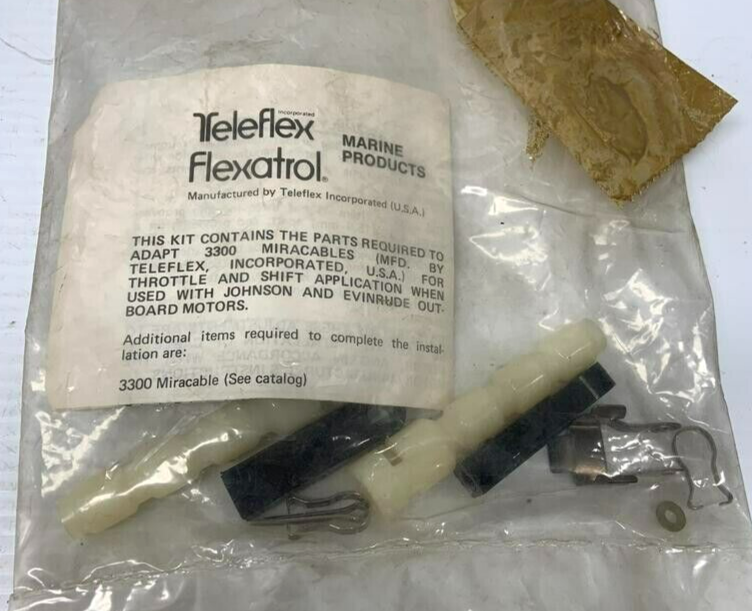 Teleflex incorporated
Flexatrol® MARINE PRODUCTS
Manufactured by Teleflex Incorporated (U.S.A.)
THIS KIT CONTAINS THE PARTS REQUIRED TO
ADAPT 3300 MIRACABLES (MFD. BY
TELEFLEX, INCORPORATED, U.S.A.) FOR
THROTTLE AND SHIFT APPLICATION WHEN
USED WITH JOHNSON AND EVINRUDE OUT-
BOARD MOTORS.
Additional items required to complete the instal-
lation are:
3300 Miracable (See catalog)